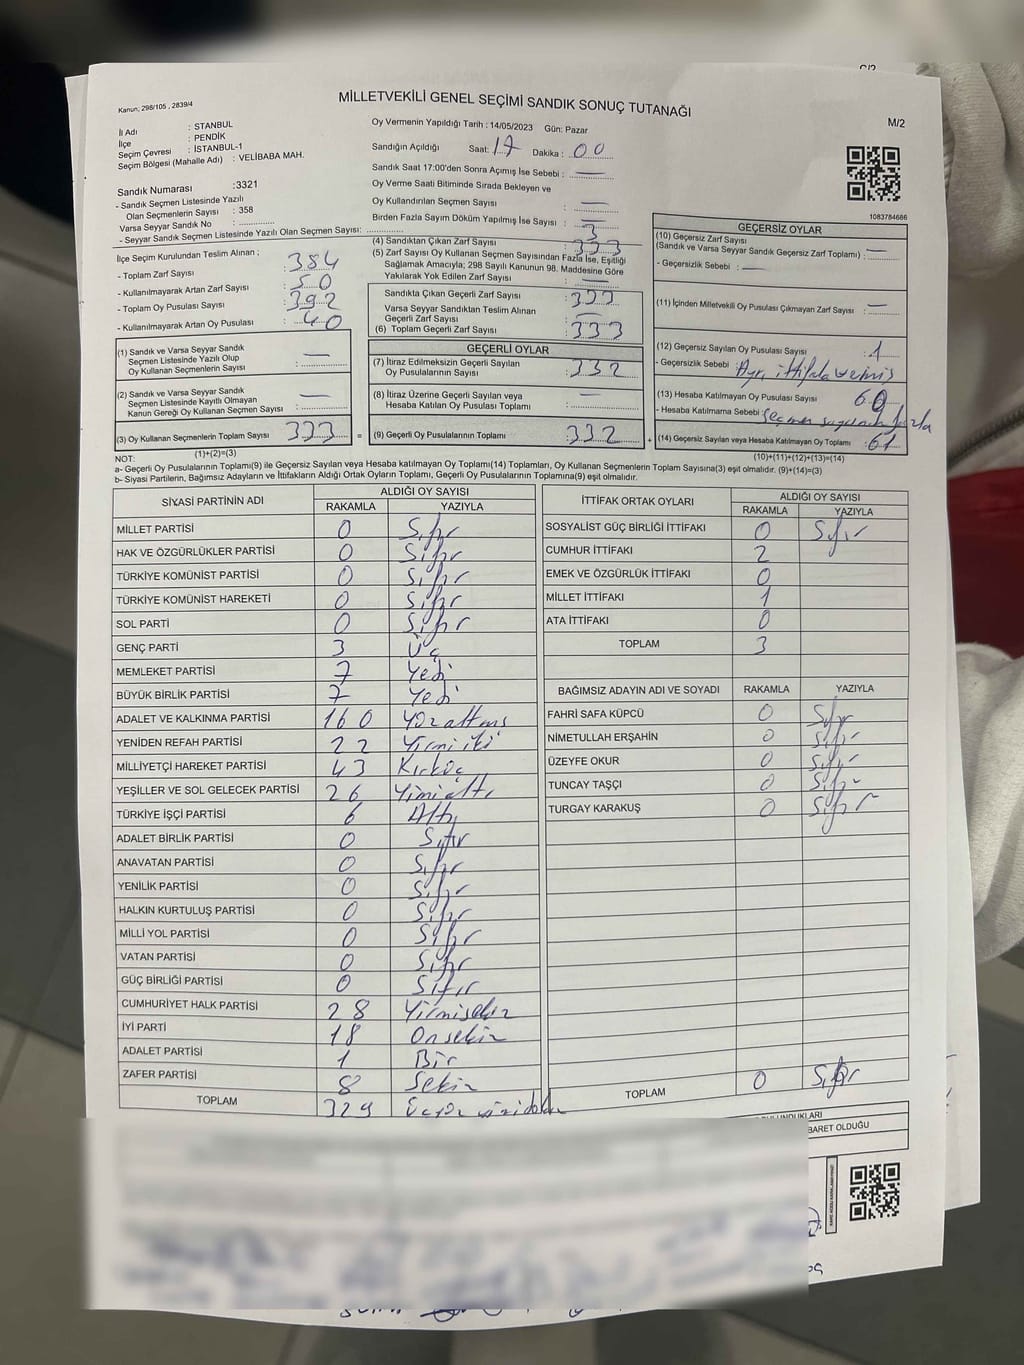 Kanun, 298/105 , 2839/4
MİLLETVEKİLİ GENEL SEÇİMİ SANDIK SONUÇ TUTANAĞI
M/2
İl Adı : STANBUL
İlçe : PENDİK
Seçim Çevresi : İSTANBUL-1
Seçim Bölgesi (Mahalle Adı) : VELİBABA MAH.
Sandık Numarası :3321
- Sandık Seçmen Listesinde Yazılı
Olan Seçmenlerin Sayısı : 358
Varsa Seyyar Sandık No : ..............
- Seyyar Sandık Seçmen Listesinde Yazılı Olan Seçmen Sayısı: ..............
Oy Vermenin Yapıldığı Tarih : 14/05/2023 Gün: Pazar
Sandığın Açıldığı Saat: 17 Dakika : 00
Sandık Saat 17:00'den Sonra Açımış İse Sebebi : —
Oy Verme Saati Bitiminde Sırada Bekleyen ve
Oy Kullandırılan Seçmen Sayısı : —
Birden Fazla Sayım Döküm Yapılmış İse Sayısı : 3
1083784686
İlçe Seçim Kurulundan Teslim Alınan ;
- Toplam Zarf Sayısı : 384
- Kullanılmayarak Artan Zarf Sayısı : 50
- Toplam Oy Pusulası Sayısı : 392
- Kullanılmayarak Artan Oy Pusulası : 40
(4) Sandıktan Çıkan Zarf Sayısı : 333
(5) Zarf Sayısı Oy Kullanan Seçmen Sayısından Fazla İse, Eşitliği
Sağlamak Amacıyla; 298 Sayılı Kanunun 98. Maddesine Göre
Yakılarak Yok Edilen Zarf Sayısı : —
Sandıkta Çıkan Geçerli Zarf Sayısı : 333
Varsa Seyyar Sandıktan Teslim Alınan
Geçerli Zarf Sayısı : —
(6) Toplam Geçerli Zarf Sayısı : 333
GEÇERSİZ OYLAR
(10) Geçersiz Zarf Sayısı
(Sandık ve Varsa Seyyar Sandık Geçersiz Zarf Toplamı) : —
- Geçersizlik Sebebi : —
(11) İçinden Milletvekili Oy Pusulası Çıkmayan Zarf Sayısı : —
(12) Geçersiz Sayılan Oy Pusulası Sayısı : 1
- Geçersizlik Sebebi :
(13) Hesaba Katılmayan Oy Pusulası Sayısı : 60
- Hesaba Katılmama Sebebi : seçmen sayısından fazla
(14) Geçersiz Sayılan veya Hesaba Katılmayan Oy Toplamı : 61
(10)+(11)+(12)+(13)=(14)
(1) Sandık ve Varsa Seyyar Sandık
Seçmen Listesinde Yazılı Olup
Oy Kullanan Seçmenlerin Sayısı : —
(2) Sandık ve Varsa Seyyar Sandık
Seçmen Listesinde Kayıtlı Olmayan
Kanun Gereği Oy Kullanan Seçmen Sayısı : —
(3) Oy Kullanan Seçmenlerin Toplam Sayısı : 333 =
(1)+(2)=(3)
GEÇERLİ OYLAR
(7) İtiraz Edilmeksizin Geçerli Sayılan
Oy Pusulalarının Sayısı : 332
(8) İtiraz Üzerine Geçerli Sayılan veya
Hesaba Katılan Oy Pusulası Toplamı : —
(9) Geçerli Oy Pusulalarının Toplamı : 332 +
NOT:
a- Geçerli Oy Pusulalarının Toplamı(9) ile Geçersiz Sayılan veya Hesaba katılmayan Oy Toplamı(14) Toplamları, Oy Kullanan Seçmenlerin Toplam Sayısına(3) eşit olmalıdır. (9)+(14)=(3)
b- Siyasi Partilerin, Bağımsız Adayların ve İttifakların Aldığı Ortak Oyların Toplamı, Geçerli Oy Pusulalarının Toplamına(9) eşit olmalıdır.
SİYASİ PARTİNİN ADI ALDIĞI OY SAYISI
RAKAMLA YAZIYLA
MİLLET PARTİSİ 0 Sıfır
HAK VE ÖZGÜRLÜKLER PARTİSİ 0 Sıfır
TÜRKİYE KOMÜNİST PARTİSİ 0 Sıfır
TÜRKİYE KOMÜNİST HAREKETİ 0 Sıfır
SOL PARTİ 0 Sıfır
GENÇ PARTİ 3 Üç
MEMLEKET PARTİSİ 7 Yedi
BÜYÜK BİRLİK PARTİSİ 7 Yedi
ADALET VE KALKINMA PARTİSİ 160 Yüzaltmış
YENİDEN REFAH PARTİSİ 22 Yirmi iki
MİLLİYETÇİ HAREKET PARTİSİ 43 Kırküç
YEŞİLLER VE SOL GELECEK PARTİSİ 26 Yimialtı
TÜRKİYE İŞÇİ PARTİSİ 6 Altı
ADALET BİRLİK PARTİSİ 0 Sıfır
ANAVATAN PARTİSİ 0 Sıfır
YENİLİK PARTİSİ 0 Sıfır
HALKIN KURTULUŞ PARTİSİ 0 Sıfır
MİLLİ YOL PARTİSİ 0 Sıfır
VATAN PARTİSİ 0 Sıfır
GÜÇ BİRLİĞİ PARTİSİ 0 Sıfır
CUMHURİYET HALK PARTİSİ 28 Yirmisekiz
İYİ PARTİ 18 Onsekiz
ADALET PARTİSİ 1 Bir
ZAFER PARTİSİ 8 Sekiz
TOPLAM 329
İTTİFAK ORTAK OYLARI ALDIĞI OY SAYISI
RAKAMLA YAZIYLA
SOSYALİST GÜÇ BİRLİĞİ İTTİFAKI 0 Sıfır
CUMHUR İTTİFAKI 2
EMEK VE ÖZGÜRLÜK İTTİFAKI 0
MİLLET İTTİFAKI 1
ATA İTTİFAKI 0
TOPLAM 3
BAĞIMSIZ ADAYIN ADI VE SOYADI RAKAMLA YAZIYLA
FAHRİ SAFA KÜPCÜ 0 Sıfır
NİMETULLAH ERŞAHİN 0 Sıfır
ÜZEYFE OKUR 0 Sıfır
TUNCAY TAŞÇI 0 Sıfır
TURGAY KARAKUŞ 0 Sıfır
TOPLAM 0 Sıfır
BARET OLDUĞU